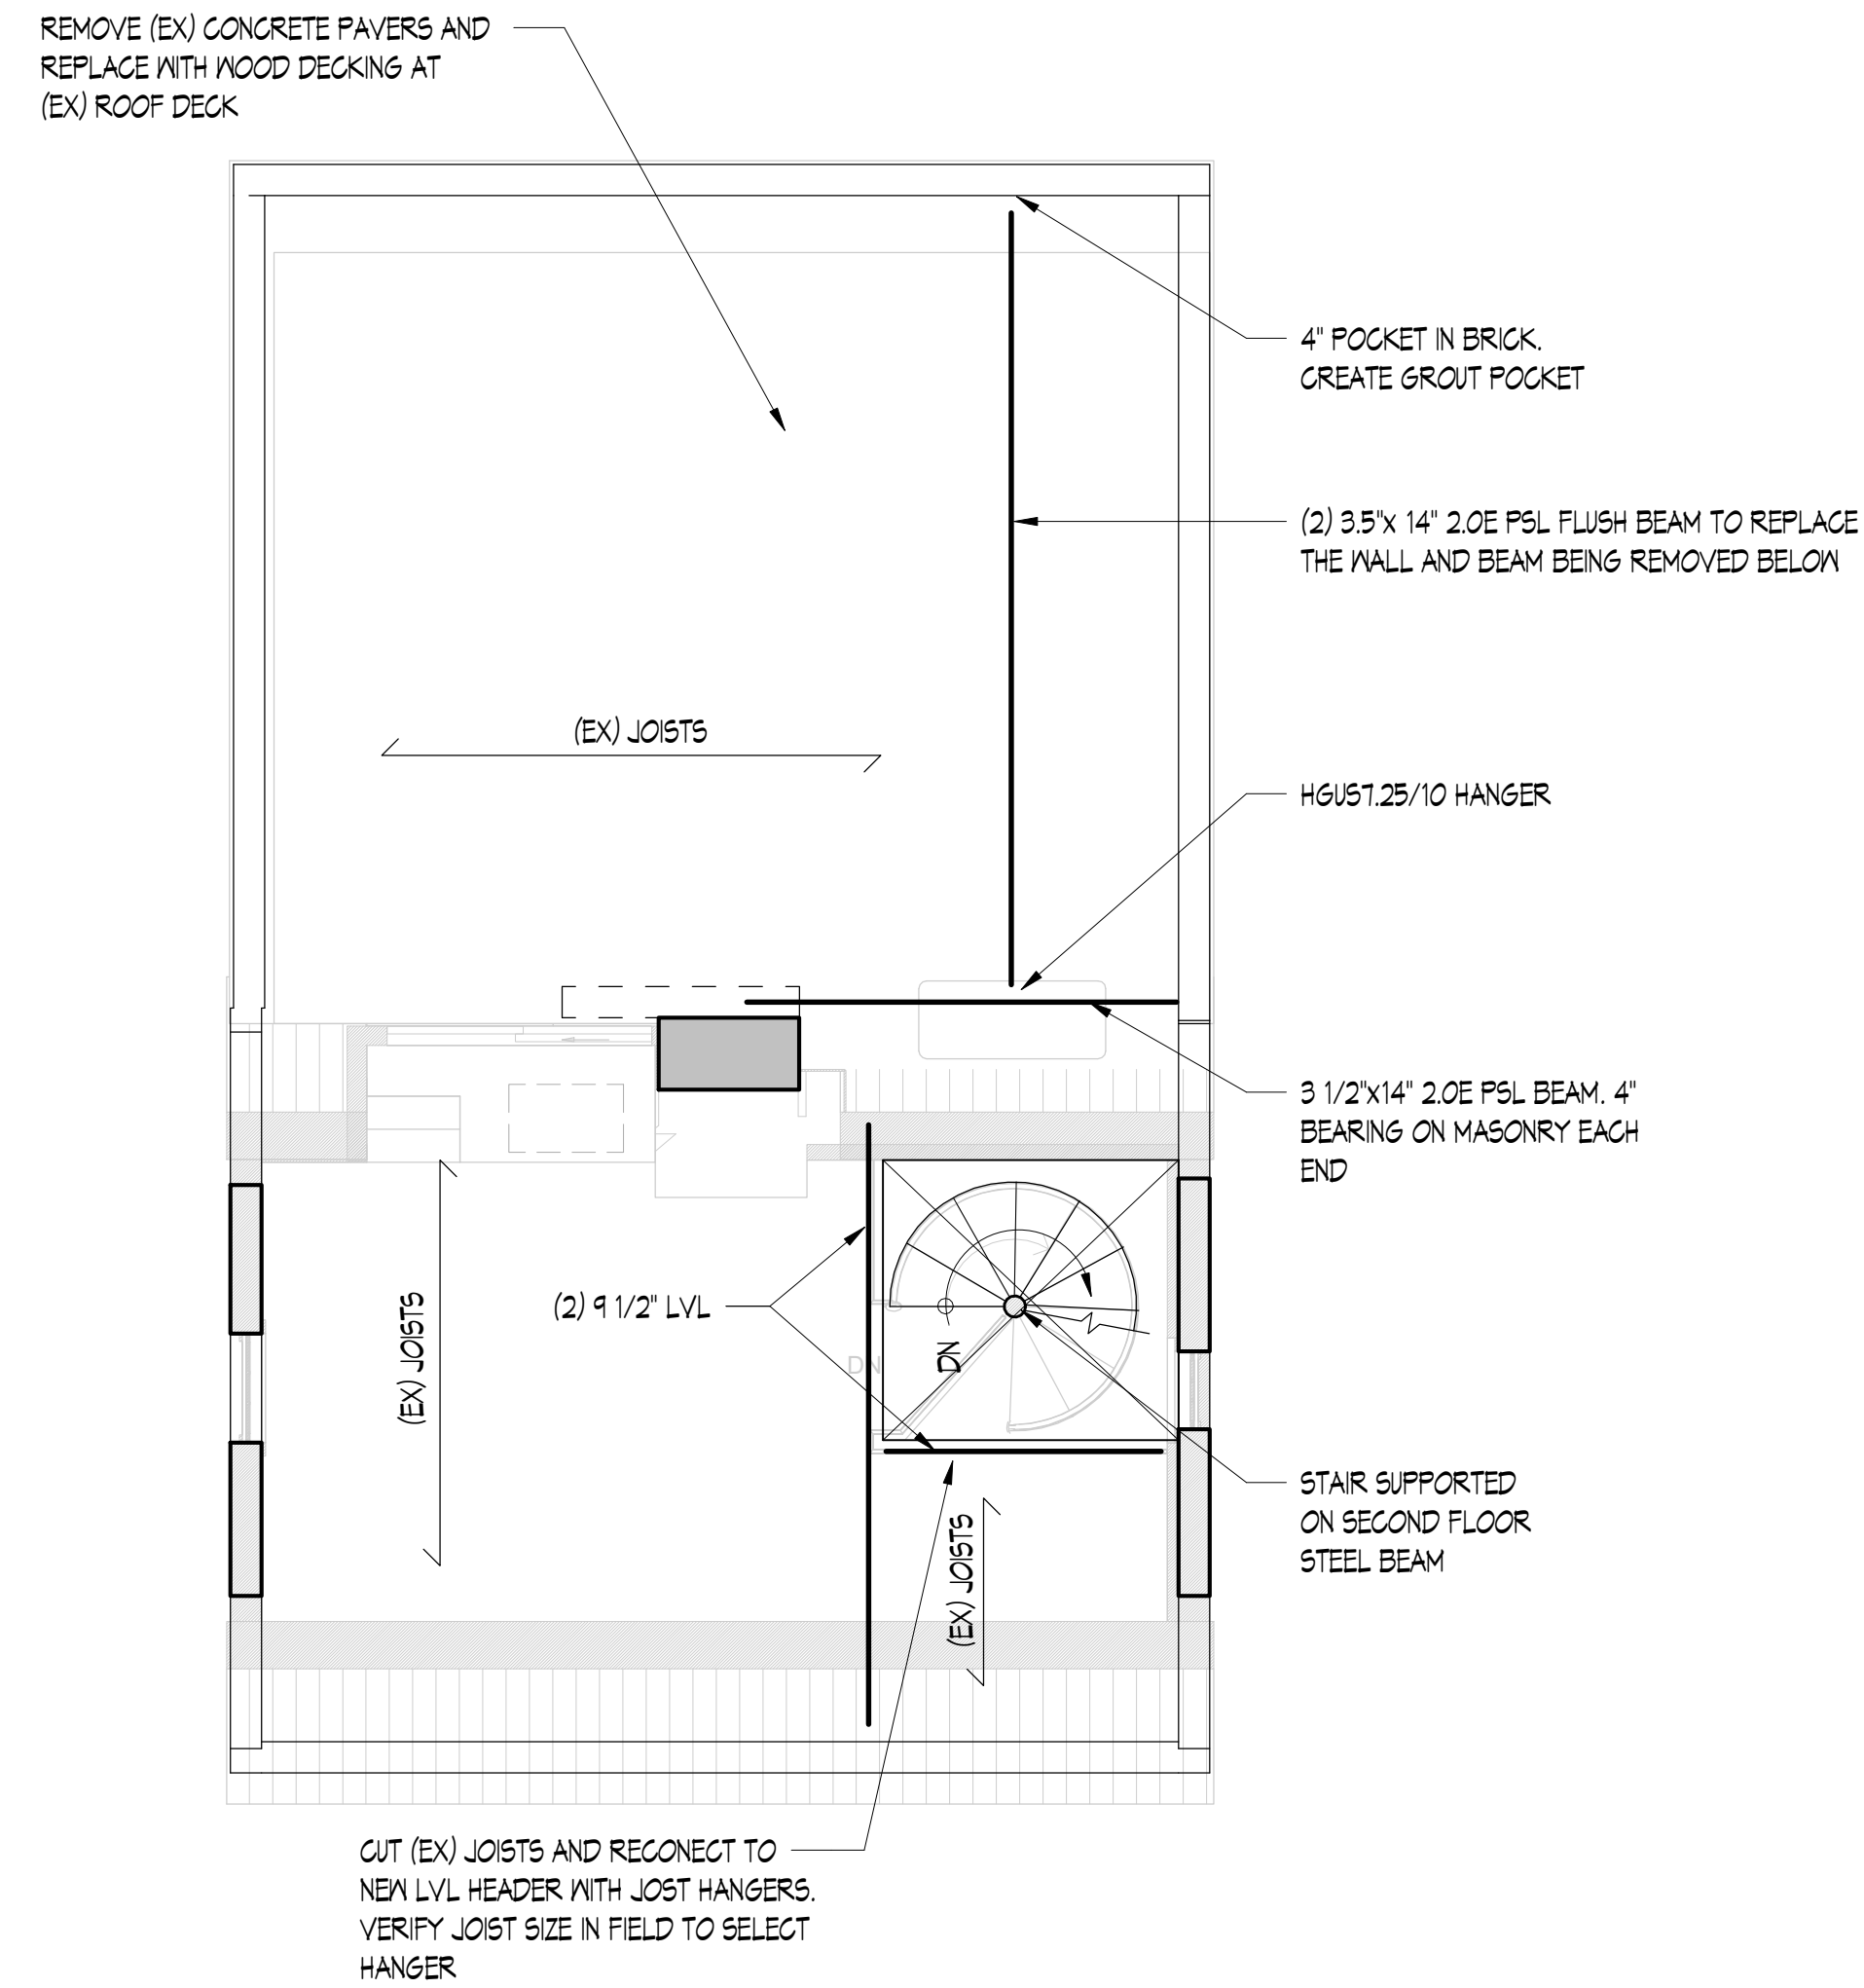 REMOVE (EX) CONCRETE PAVERS AND
REPLACE WITH WOOD DECKING AT
(EX) ROOF DECK
4" POCKET IN BRICK.
CREATE GROUT POCKET
(2) 3.5"x 14" 2.0E PSL FLUSH BEAM TO REPLACE
THE WALL AND BEAM BEING REMOVED BELOW
(EX) JOISTS
HGUS7.25/10 HANGER
3 1/2"x14" 2.0E PSL BEAM. 4"
BEARING ON MASONRY EACH
END
(EX) JOISTS
(2) 9 1/2" LVL
DN
DN
STAIR SUPPORTED
ON SECOND FLOOR
STEEL BEAM
(EX) JOISTS
CUT (EX) JOISTS AND RECONECT TO
NEW LVL HEADER WITH JOST HANGERS.
VERIFY JOIST SIZE IN FIELD TO SELECT
HANGER